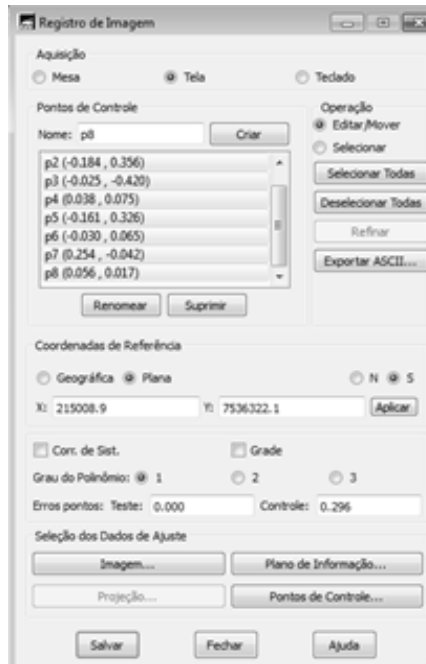 Registro de Imagem
Aquisição
Mesa Tela Teclado
Pontos de Controle
Nome: p8 Criar
p2 (-0.184 , 0.356)
p3 (-0.025 , -0.420)
p4 (0.038 , 0.075)
p5 (-0.161 , 0.326)
p6 (-0.030 , 0.065)
p7 (0.254 , -0.042)
p8 (0.056 , 0.017)
Renomear Suprimir
Operação
Editar/Mover
Selecionar
Selecionar Todas
Deselecionar Todas
Refinar
Exportar ASCII...
Coordenadas de Referência
Geográfica Plana N S
X: 215008.9 Y: 7536322.1 Aplicar
Corr. de Sist. Grade
Grau do Polinômio: 1 2 3
Erros pontos: Teste: 0.000 Controle: 0.296
Seleção dos Dados de Ajuste
Imagem... Plano de Informação...
Projeção... Pontos de Controle...
Salvar Fechar Ajuda